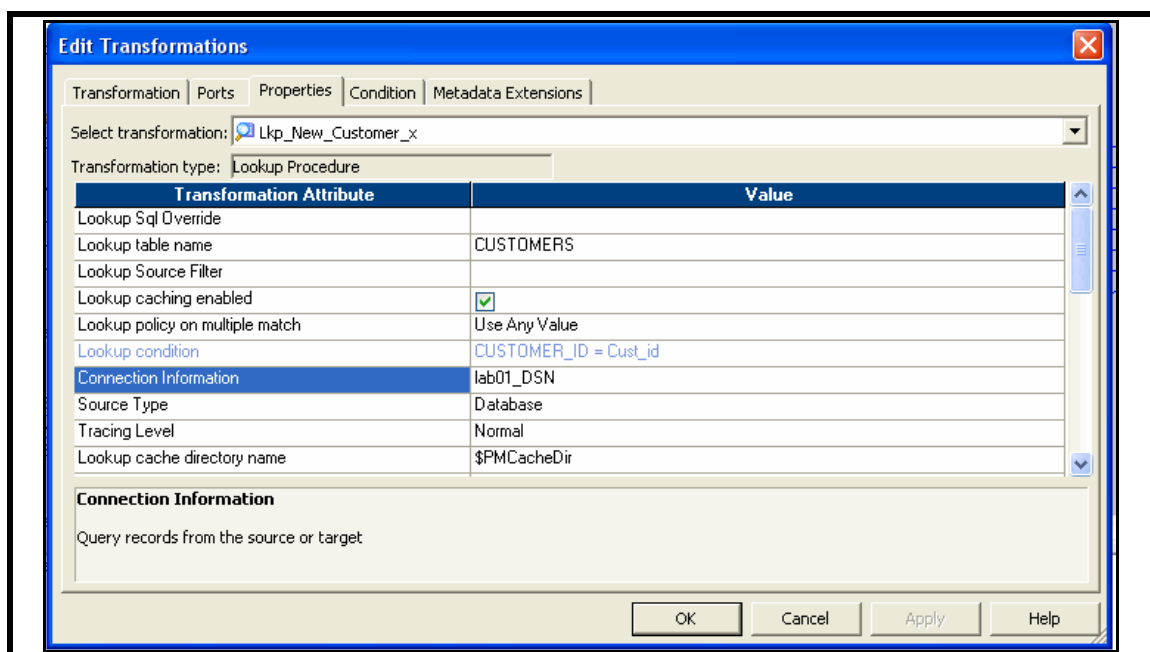 Edit Transformations
Transformation Ports Properties Condition Metadata Extensions
Select transformation: Lkp_New_Customer_x
Transformation type: Lookup Procedure
Transformation Attribute Value
Lookup Sql Override
Lookup table name CUSTOMERS
Lookup Source Filter
Lookup caching enabled
Lookup policy on multiple match Use Any Value
Lookup condition CUSTOMER_ID = Cust_id
Connection Information lab01_DSN
Source Type Database
Tracing Level Normal
Lookup cache directory name $PMCacheDir
Connection Information
Query records from the source or target
OK Cancel Apply Help